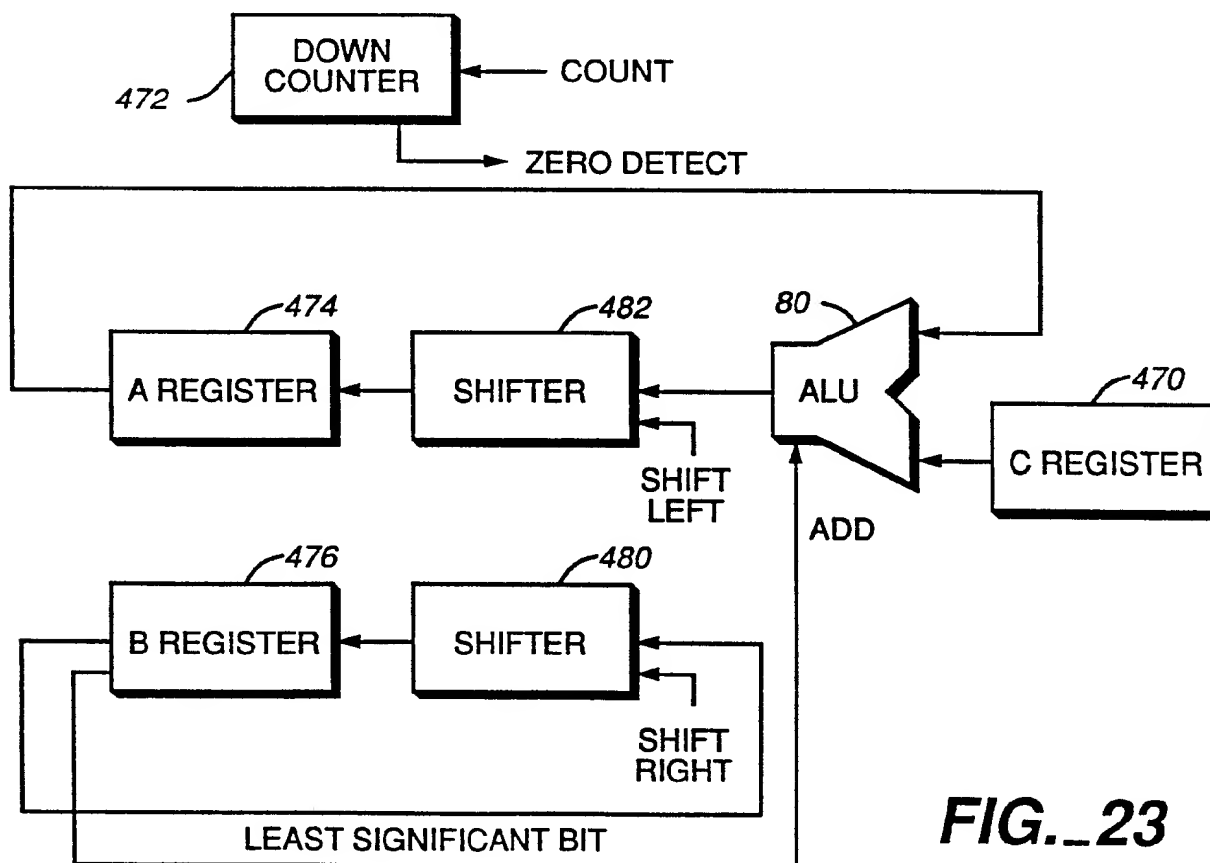 DOWN
COUNTER
COUNT
472
ZERO DETECT
474
482
80
470
A REGISTER
SHIFTER
ALU
C REGISTER
SHIFT
LEFT
ADD
476
480
B REGISTER
SHIFTER
SHIFT
RIGHT
LEAST SIGNIFICANT BIT
FIG._23